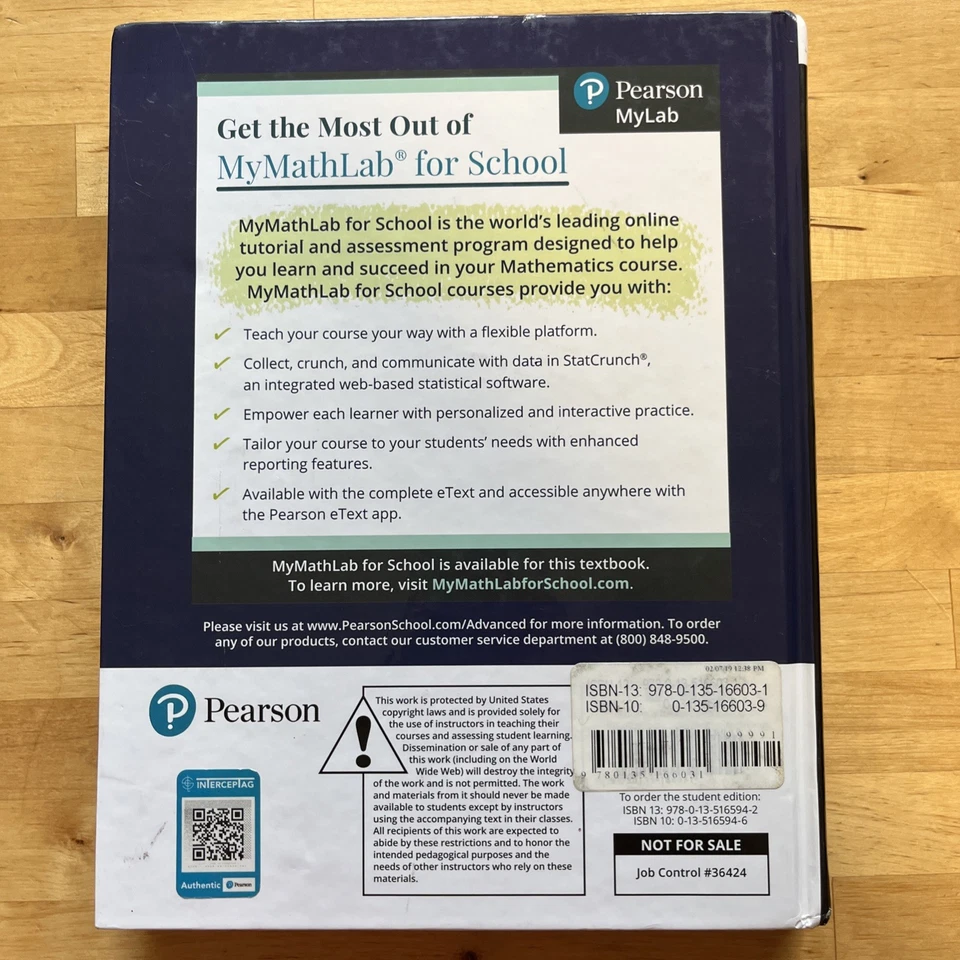 Pearson
MyLab
Get the Most Out of
MyMathLab® for School
MyMathLab for School is the world's leading online
tutorial and assessment program designed to help
you learn and succeed in your Mathematics course.
MyMathLab for School courses provide you with:
Teach your course your way with a flexible platform.
Collect, crunch, and communicate with data in StatCrunch®,
an integrated web-based statistical software.
Empower each learner with personalized and interactive practice.
Tailor your course to your students' needs with enhanced
reporting features.
Available with the complete eText and accessible anywhere with
the Pearson eText app.
MyMathLab for School is available for this textbook.
To learn more, visit MyMathLabforSchool.com.
Please visit us at www.PearsonSchool.com/Advanced for more information. To order
any of our products, contact our customer service department at (800) 848-9500.
Pearson
INTERCEPTAG
Authentic Pearson
!
This work is protected by United States
copyright laws and is provided solely for
the use of instructors in teaching their
courses and assessing student learning.
Dissemination or sale of any part of
this work (including on the World
Wide Web) will destroy the integrity
of the work and is not permitted. The work
and materials from it should never be made
available to students except by instructors
using the accompanying text in their classes.
All recipients of this work are expected to
abide by these restrictions and to honor the
intended pedagogical purposes and the
needs of other instructors who rely on these
materials.
02/07/19 12:38 PM
ISBN-13: 978-0-135-16603-1
ISBN-10: 0-135-16603-9
99991
9 780135 166031
To order the student edition:
ISBN 13: 978-0-13-516594-2
ISBN 10: 0-13-516594-6
NOT FOR SALE
Job Control #36424